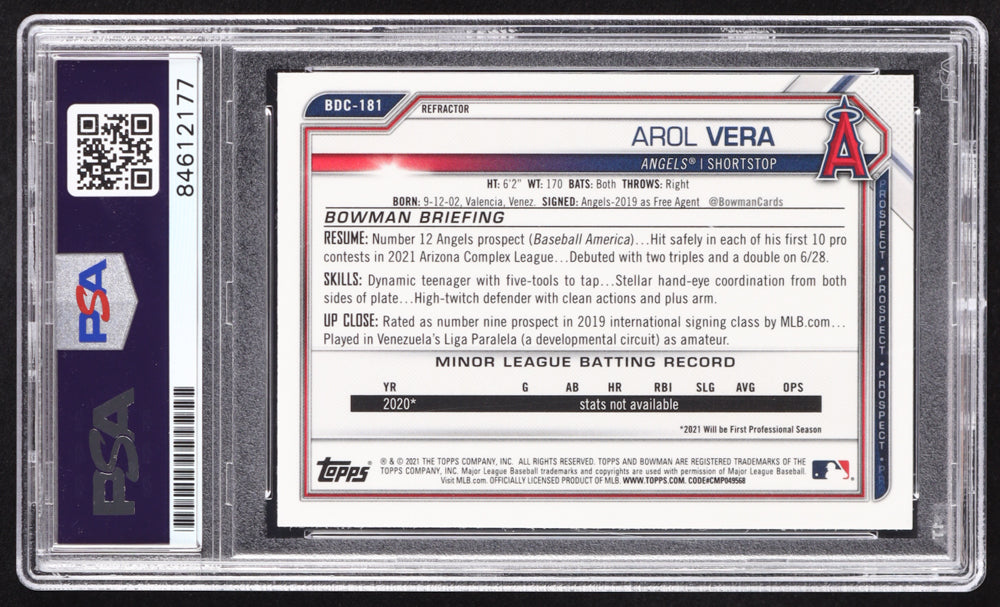 84612177
PSA
PSA
BDC-181
REFRACTOR
AROL VERA
ANGELS® | SHORTSTOP
A
HT: 6'2" WT: 170 BATS: Both THROWS: Right
BORN: 9-12-02, Valencia, Venez. SIGNED: Angels-2019 as Free Agent @BowmanCards
BOWMAN BRIEFING
RESUME: Number 12 Angels prospect (Baseball America)...Hit safely in each of his first 10 pro
contests in 2021 Arizona Complex League...Debuted with two triples and a double on 6/28.
SKILLS: Dynamic teenager with five-tools to tap...Stellar hand-eye coordination from both
sides of plate...High-twitch defender with clean actions and plus arm.
UP CLOSE: Rated as number nine prospect in 2019 international signing class by MLB.com...
Played in Venezuela's Liga Paralela (a developmental circuit) as amateur.
MINOR LEAGUE BATTING RECORD
YR G AB HR RBI SLG AVG OPS
2020* stats not available
*2021 Will be First Professional Season
Topps
® & © 2021 THE TOPPS COMPANY, INC. ALL RIGHTS RESERVED. TOPPS AND BOWMAN ARE REGISTERED TRADEMARKS OF THE
TOPPS COMPANY, INC. Major League Baseball trademarks and copyrights are used with permission of Major League Baseball.
Visit MLB.com. OFFICIALLY LICENSED PRODUCT OF MLB. WWW.TOPPS.COM. CODE#CMP049568
PROSPECT • PROSPECT • PROSPECT • PR
PSA